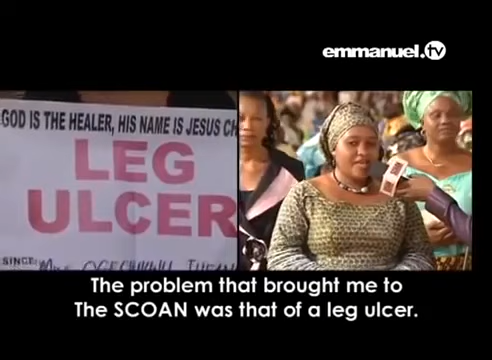 emmanuel.tv
GOD IS THE HEALER, HIS NAME IS JESUS CH
LEG
ULCER
SINCE:
The problem that brought me to
The SCOAN was that of a leg ulcer.